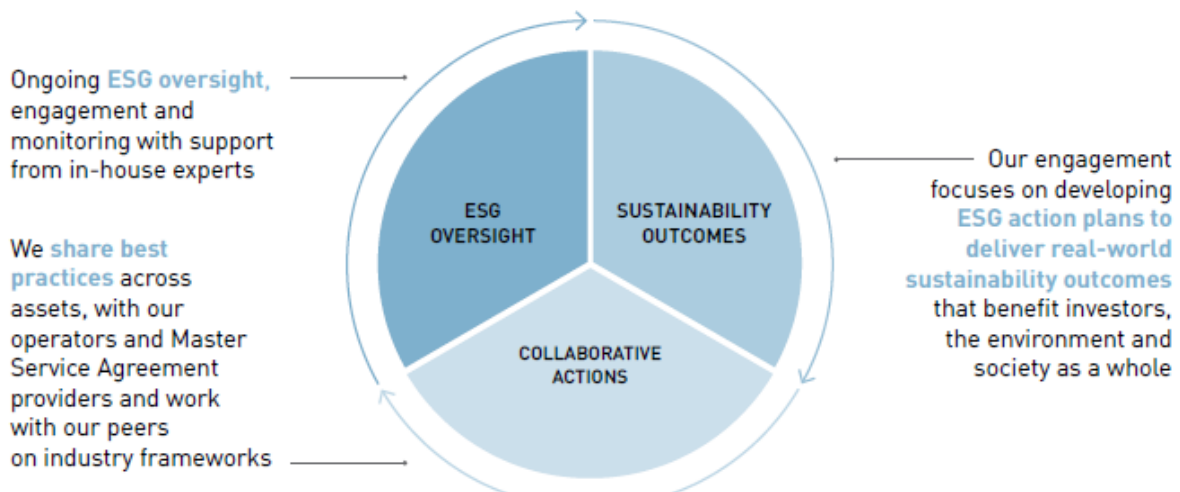 Ongoing ESG oversight,
engagement and
monitoring with support
from in-house experts
We share best
practices across
assets, with our
operators and Master
Service Agreement
providers and work
with our peers
on industry frameworks
ESG
OVERSIGHT
SUSTAINABILITY
OUTCOMES
COLLABORATIVE
ACTIONS
Our engagement
focuses on developing
ESG action plans to
deliver real-world
sustainability outcomes
that benefit investors,
the environment and
society as a whole